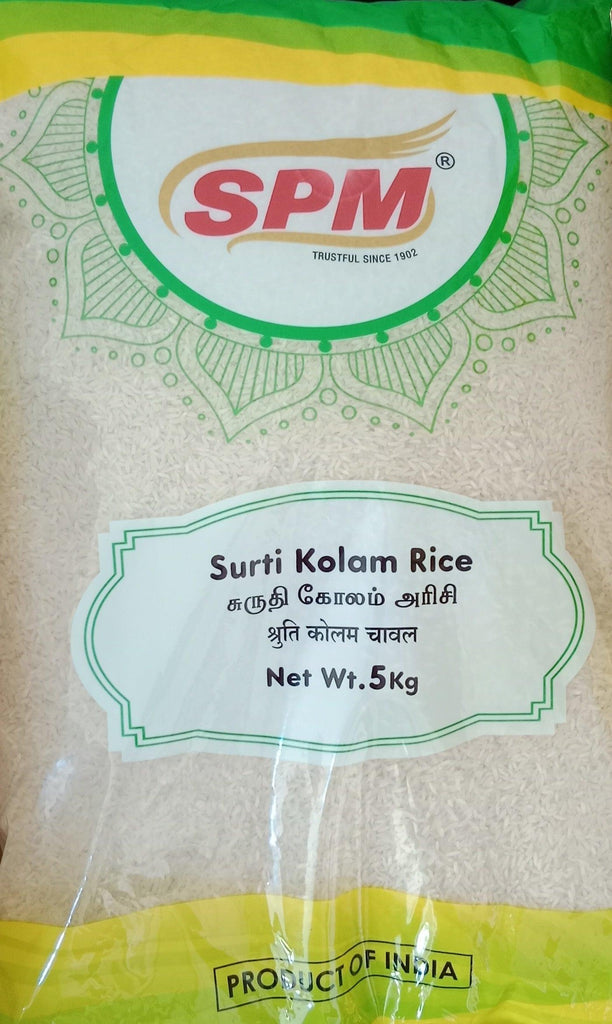 SPM®
TRUSTFUL SINCE 1902
Surti Kolam Rice
சுருதி கோலம் அரிசி
श्रुति कोलम चावल
Net Wt.5Kg
PRODUCT OF INDIA